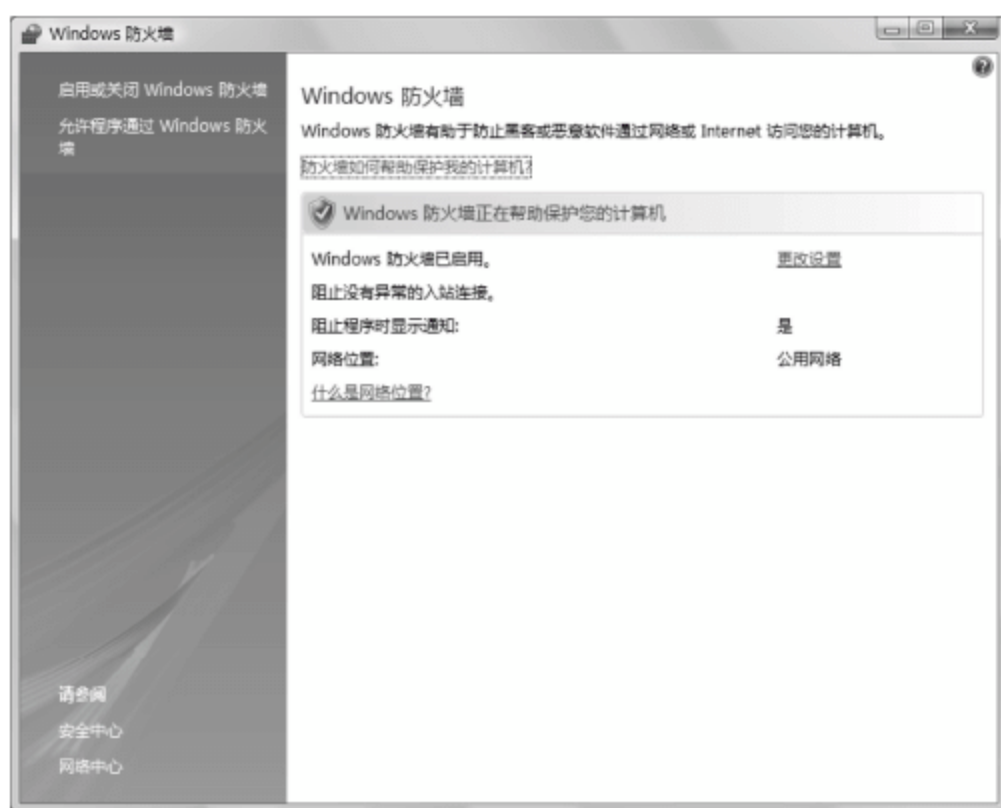 Windows 防火墙
启用或关闭 Windows 防火墙
允许程序通过 Windows 防火
墙
Windows 防火墙
Windows 防火墙有助于防止黑客或恶意软件通过网络或 Internet 访问您的计算机。
防火墙如何帮助保护我的计算机?
Windows 防火墙正在帮助保护您的计算机
Windows 防火墙已启用。 更改设置
阻止没有异常的入站连接。
阻止程序时显示通知: 是
网络位置: 公用网络
什么是网络位置?
请参阅
安全中心
网络中心